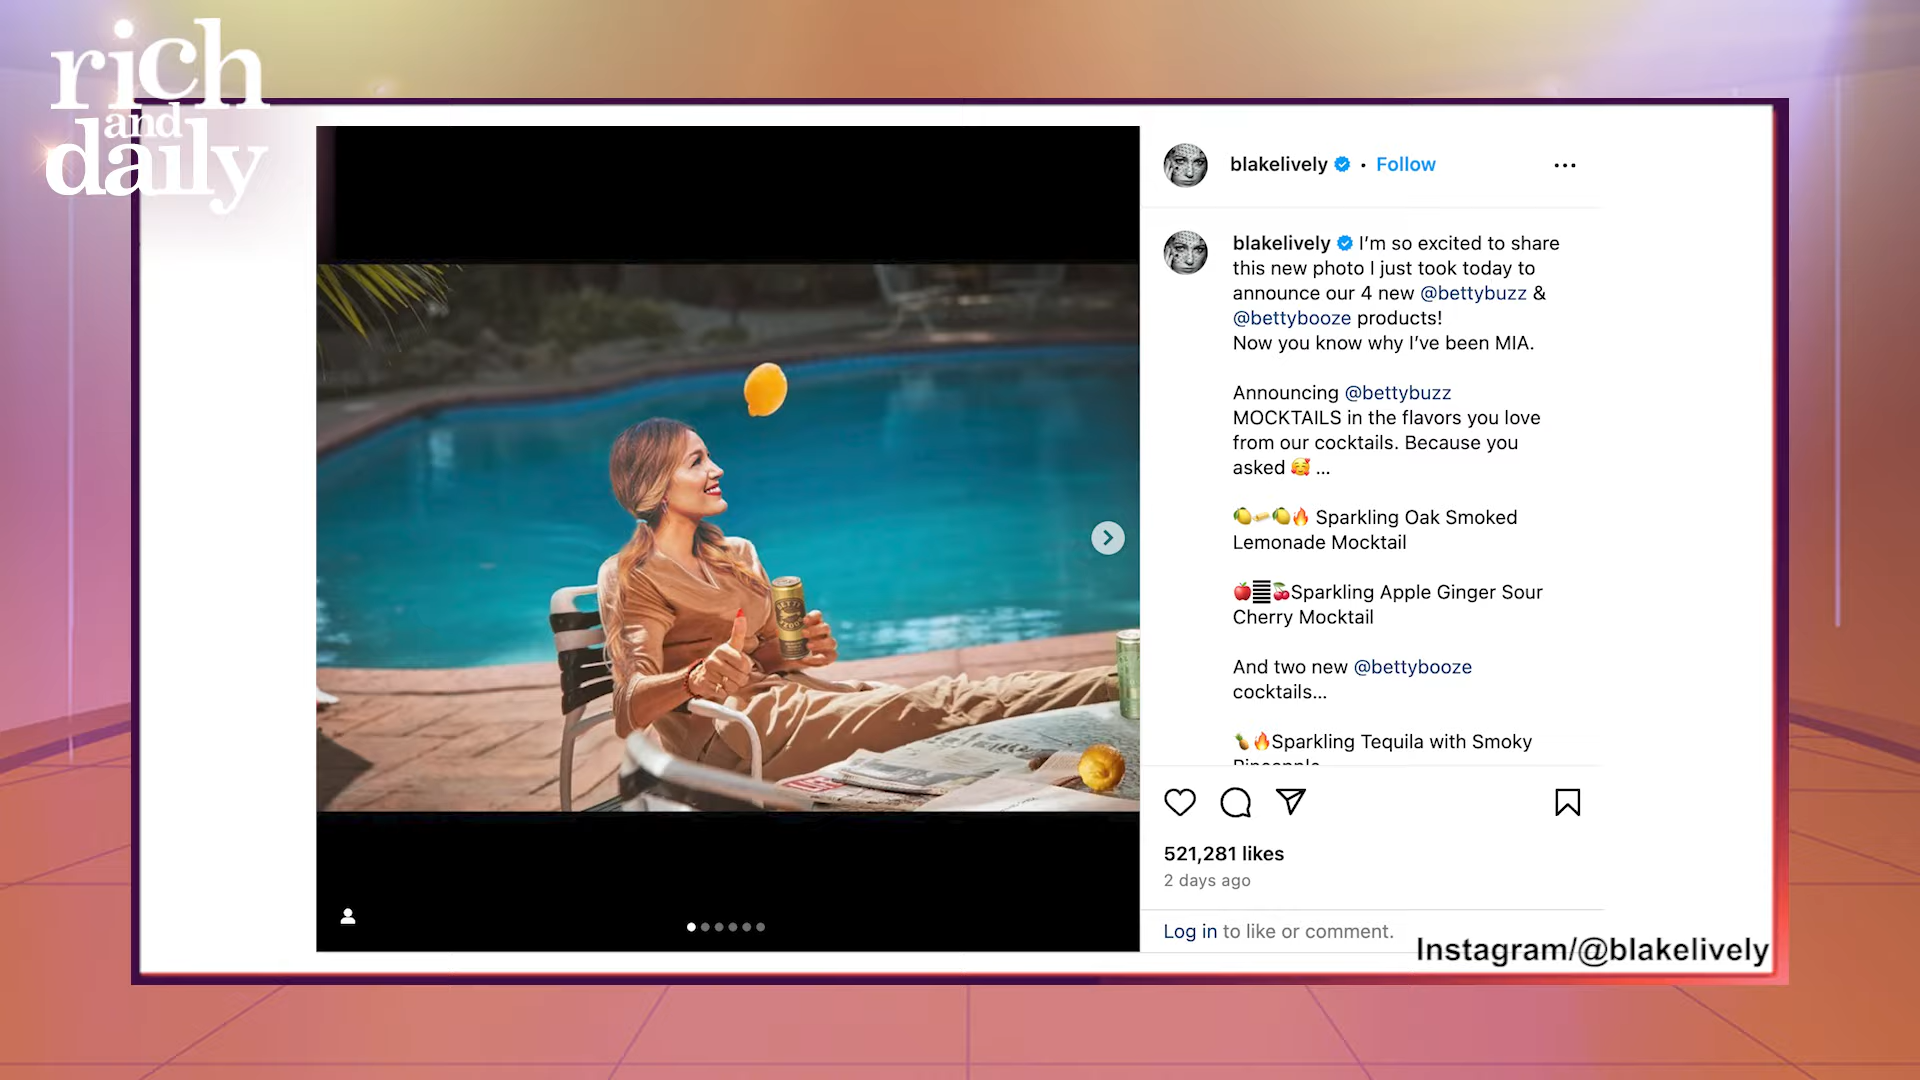 rich
and
daily
blakelively • Follow
blakelively I'm so excited to share
this new photo I just took today to
announce our 4 new @bettybuzz &
@bettybooze products!
Now you know why I've been MIA.
Announcing @bettybuzz
MOCKTAILS in the flavors you love
from our cocktails. Because you
asked 🥰 ...
🍋🪵🍋🔥 Sparkling Oak Smoked
Lemonade Mocktail
🍎🫚🍒Sparkling Apple Ginger Sour
Cherry Mocktail
And two new @bettybooze
cocktails...
🍍🔥Sparkling Tequila with Smoky
521,281 likes
2 days ago
Log in to like or comment.
Instagram/@blakelively